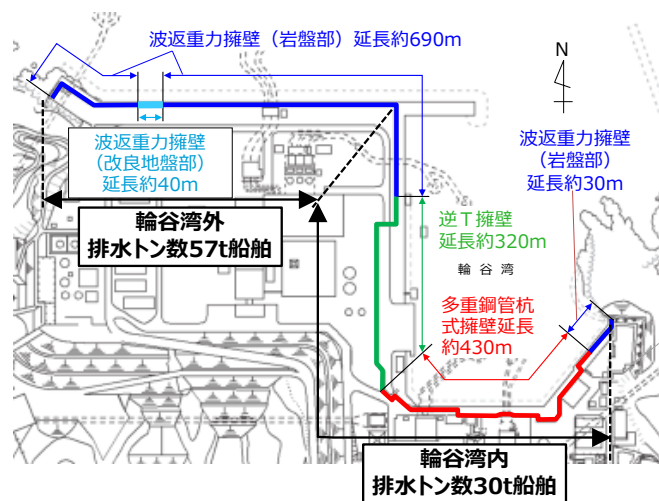 波返重力擁壁（岩盤部）延長約690m
N
波返重力擁壁
（改良地盤部）
延長約40m
波返重力擁壁
（岩盤部）
延長約30m
輪谷湾外
排水トン数57t船舶
逆T擁壁
延長約320m
輪谷湾
多重鋼管杭
式擁壁延長
約430m
輪谷湾内
排水トン数30t船舶